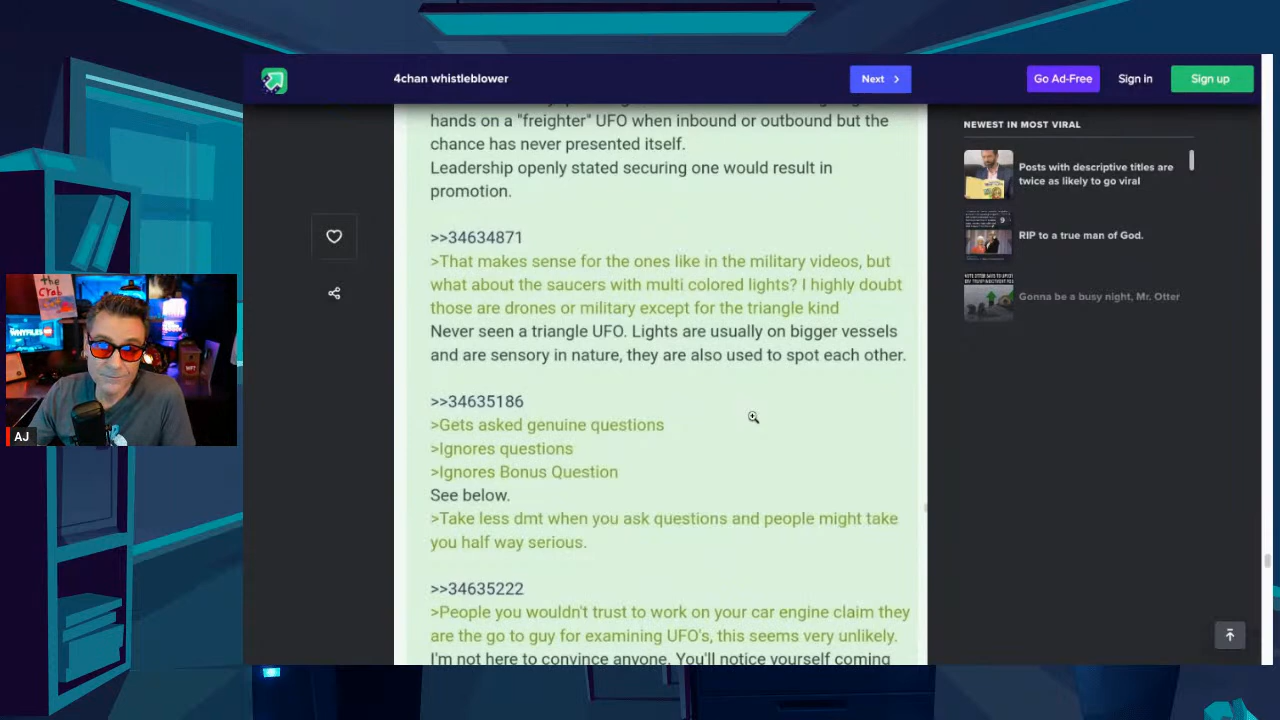 4chan whistleblower
Next
Go Ad-Free
Sign in
Sign up
hands on a "freighter" UFO when inbound or outbound but the
chance has never presented itself.
Leadership openly stated securing one would result in
promotion.
>>34634871
>That makes sense for the ones like in the military videos, but
what about the saucers with multi colored lights? I highly doubt
those are drones or military except for the triangle kind
Never seen a triangle UFO. Lights are usually on bigger vessels
and are sensory in nature, they are also used to spot each other.
>>34635186
>Gets asked genuine questions
>Ignores questions
>Ignores Bonus Question
See below.
>Take less dmt when you ask questions and people might take
you half way serious.
>>34635222
>People you wouldn't trust to work on your car engine claim they
are the go to guy for examining UFO's, this seems very unlikely.
I'm not here to convince anyone. You'll notice yourself coming
NEWEST IN MOST VIRAL
Posts with descriptive titles are
twice as likely to go viral
RIP to a true man of God.
Gonna be a busy night, Mr. Otter
the
Crab
AJ